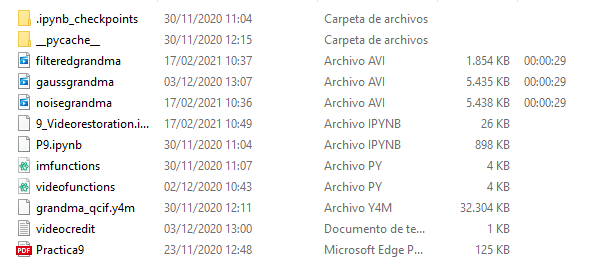 .ipynb_checkpoints 30/11/2020 11:04 Carpeta de archivos
__pycache__ 30/11/2020 12:15 Carpeta de archivos
filteredgrandma 17/02/2021 10:37 Archivo AVI 1.854 KB 00:00:29
gaussgrandma 03/12/2020 13:07 Archivo AVI 5.435 KB 00:00:29
noisegrandma 17/02/2021 10:36 Archivo AVI 5.438 KB 00:00:29
9_Videorestoration.i... 17/02/2021 10:49 Archivo IPYNB 26 KB
P9.ipynb 30/11/2020 11:04 Archivo IPYNB 898 KB
imfunctions 30/11/2020 11:07 Archivo PY 4 KB
videofunctions 02/12/2020 10:43 Archivo PY 4 KB
grandma_qcif.y4m 30/11/2020 12:11 Archivo Y4M 32.304 KB
videocredit 03/12/2020 13:00 Documento de te... 1 KB
PDF Practica9 23/11/2020 12:48 Microsoft Edge P... 125 KB